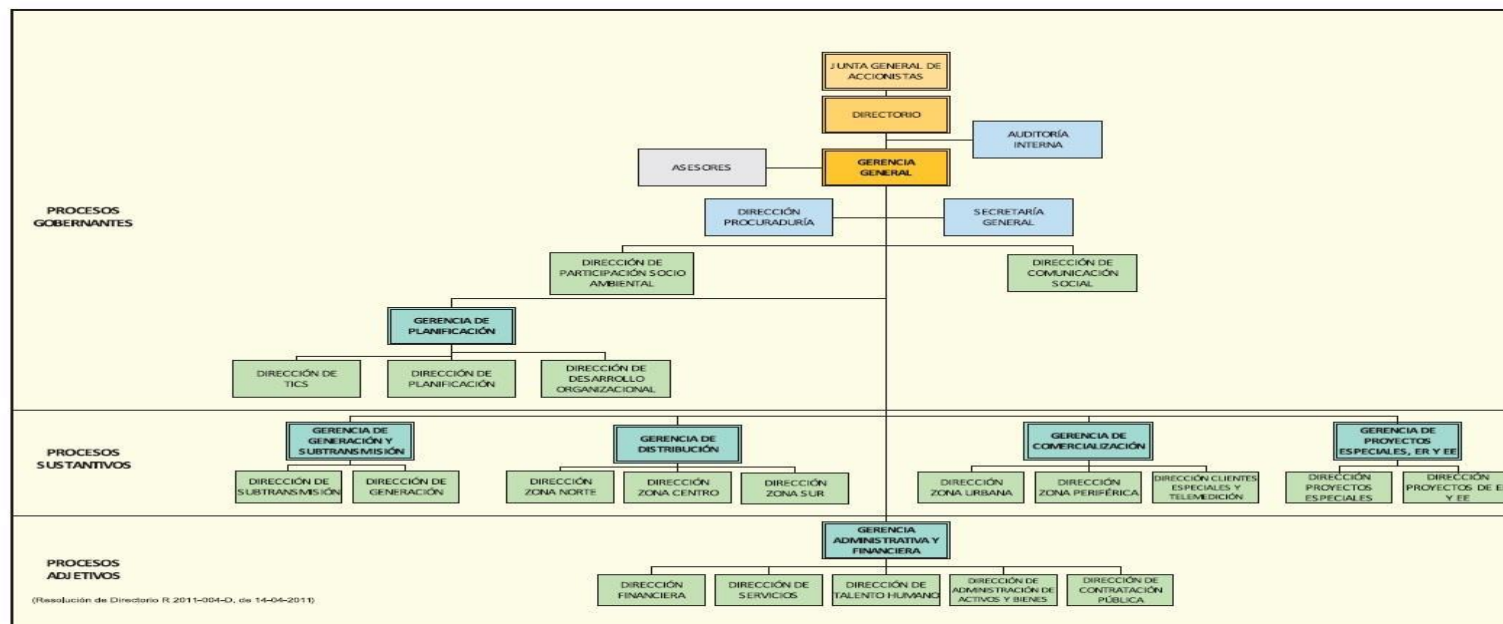 JUNTA GENERAL DE
ACCIONISTAS
DIRECTORIO
AUDITORÍA
INTERNA
ASESORES
GERENCIA
GENERAL
PROCESOS
GOBERNANTES
DIRECCIÓN
PROCURADURÍA
SECRETARÍA
GENERAL
DIRECCIÓN DE
PARTICIPACIÓN SOCIO
AMBIENTAL
DIRECCIÓN DE
COMUNICACIÓN
SOCIAL
GERENCIA DE
PLANIFICACIÓN
DIRECCIÓN DE
TICS
DIRECCIÓN DE
PLANIFICACIÓN
DIRECCIÓN DE
DESARROLLO
ORGANIZACIONAL
PROCESOS
SUSTANTIVOS
GERENCIA DE
GENERACIÓN Y
SUBTRANSMISIÓN
GERENCIA DE
DISTRIBUCIÓN
GERENCIA DE
COMERCIALIZACIÓN
GERENCIA DE
PROYECTOS
ESPECIALES, ER Y EE
DIRECCIÓN DE
SUBTRANSMISIÓN
DIRECCIÓN DE
GENERACIÓN
DIRECCIÓN
ZONA NORTE
DIRECCIÓN
ZONA CENTRO
DIRECCIÓN
ZONA SUR
DIRECCIÓN
ZONA URBANA
DIRECCIÓN
ZONA PERIFÉRICA
DIRECCIÓN CLIENTES
ESPECIALES Y
TELEMEDICIÓN
DIRECCIÓN
PROYECTOS
ESPECIALES
DIRECCIÓN
PROYECTOS DE
Y EE
PROCESOS
ADJETIVOS
GERENCIA
ADMINISTRATIVA Y
FINANCIERA
DIRECCIÓN
FINANCIERA
DIRECCIÓN DE
SERVICIOS
DIRECCIÓN DE
TALENTO HUMANO
DIRECCIÓN DE
ADMINISTRACIÓN DE
ACTIVOS Y BIENES
DIRECCIÓN DE
CONTRATACIÓN
PÚBLICA
(Resolución de Directorio R 2011-004-D, de 14-04-2011)